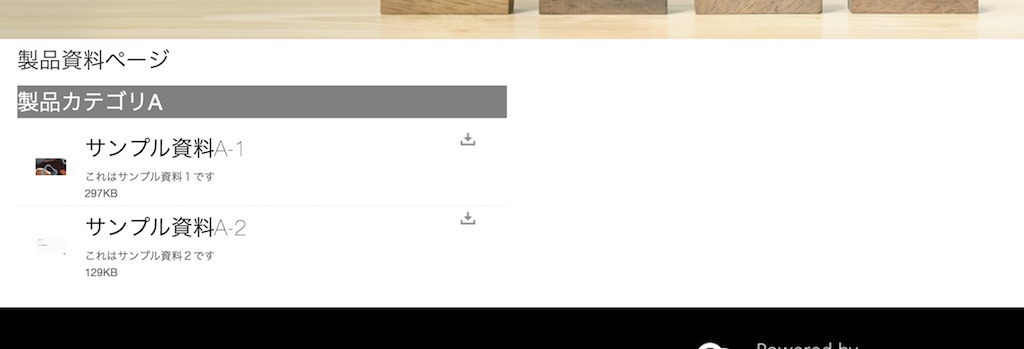 製品資料ページ
製品カテゴリA
サンプル資料A-1
これはサンプル資料１です
297KB
サンプル資料A-2
これはサンプル資料２です
129KB
Powered by